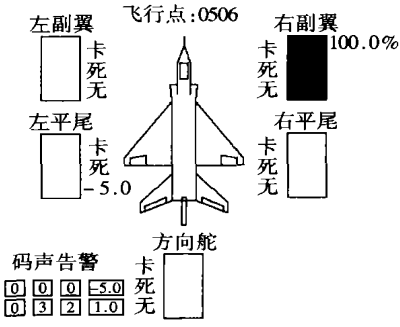 飞行点:0506
左副翼
卡死无
右副翼
卡死无
100.0%
左平尾
卡死
-5.0
右平尾
卡死无
方向舵
卡死无
码声告警
0 0 0 -5.0
0 3 2 1.0